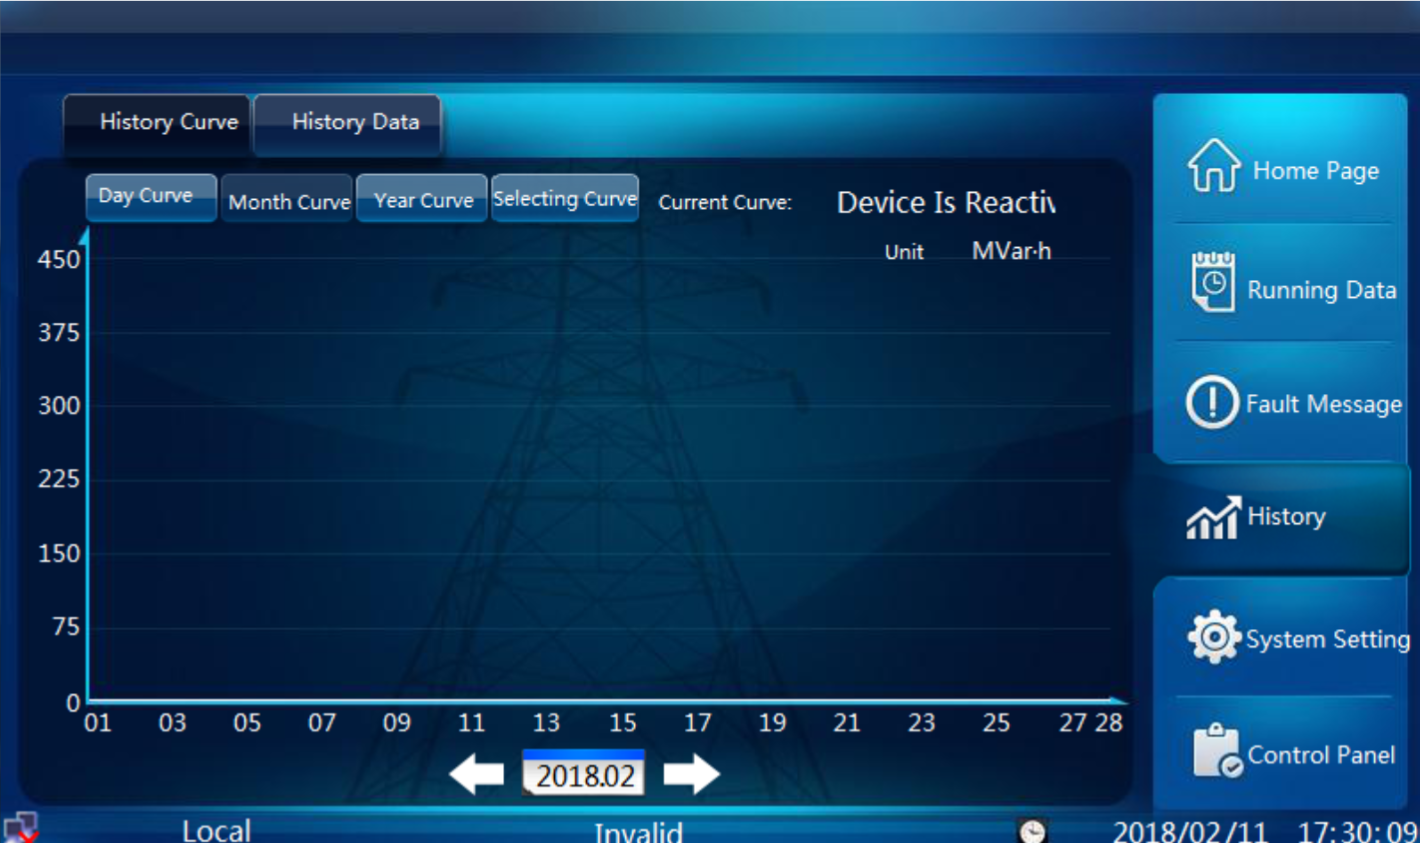 History Curve History Data
Day Curve Month Curve Year Curve Selecting Curve Current Curve: Device Is Reactiv
Unit MVar·h
450
375
300
225
150
75
0
01 03 05 07 09 11 13 15 17 19 21 23 25 27 28
2018.02
Home Page
Running Data
Fault Message
History
System Setting
Control Panel
Local Invalid 2018/02/11 17:30:09